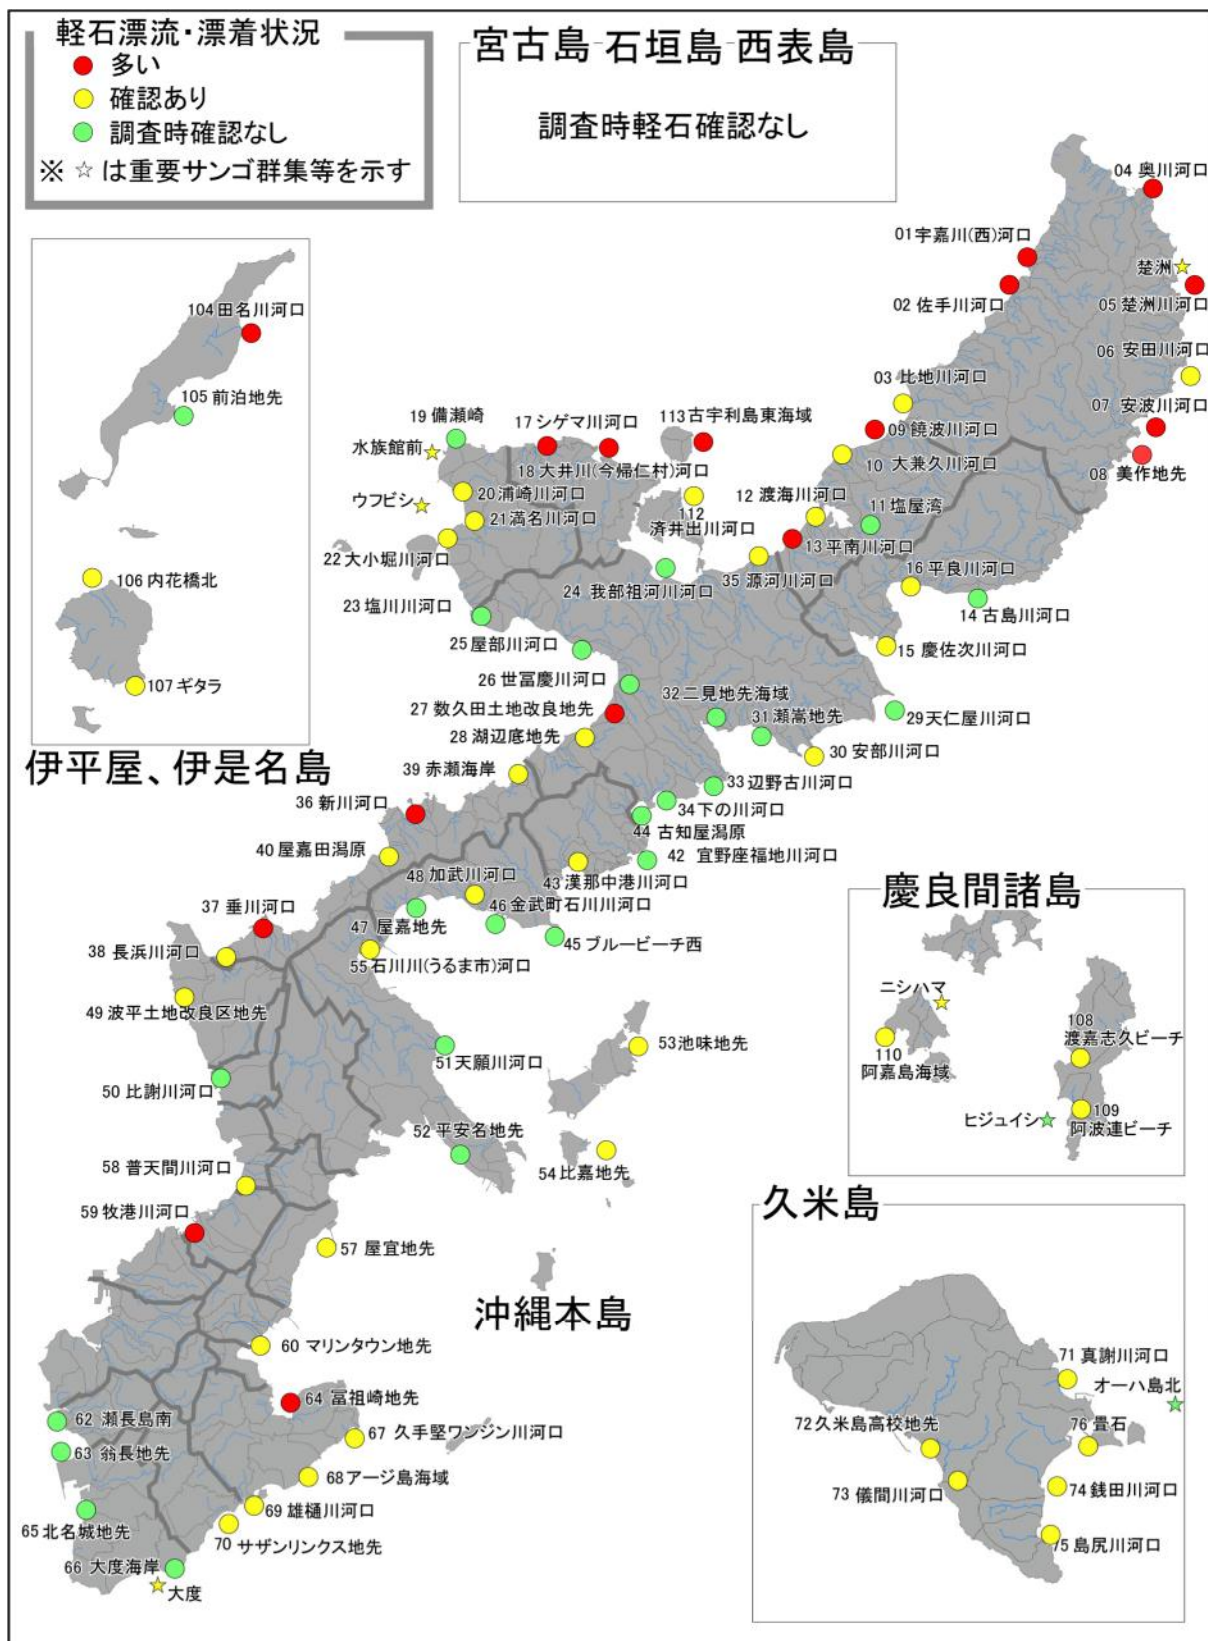 軽石漂流・漂着状況
多い
確認あり
調査時確認なし
※ ☆ は重要サンゴ群集等を示す
宮古島 石垣島 西表島
調査時軽石確認なし
04 奥川河口
01宇嘉川(西)河口
楚洲
02 佐手川河口
05 楚洲川河口
06 安田川河口
03 比地川河口
07 安波川河口
09 饒波川河口
08 美作地先
10 大兼久川河口
104 田名川河口
105 前泊地先
106 内花橋北
107 ギタラ
伊平屋、伊是名島
19 備瀬崎
17 シゲマ川河口
113 古宇利島東海域
水族館前
18 大井川(今帰仁村)河口
20 浦崎川河口
ウフビシ
21 満名川河口
112
済井出川河口
12 渡海川河口
11 塩屋湾
22 大小堀川河口
13 平南川河口
35 源河川河口
16 平良川河口
24 我部祖河川河口
23 塩川川河口
14 古島川河口
25 屋部川河口
15 慶佐次川河口
26 世冨慶川河口
32 二見地先海域
27 数久田土地改良地先
31 瀬嵩地先
29 天仁屋川河口
28 湖辺底地先
30 安部川河口
39 赤瀬海岸
33 辺野古川河口
36 新川河口
34 下の川河口
44 古知屋潟原
40 屋嘉田潟原
42 宜野座福地川河口
48 加武川河口
43 漢那中港川河口
46 金武町石川川河口
37 垂川河口
47 屋嘉地先
45 ブルービーチ西
38 長浜川河口
55 石川川(うるま市)河口
49 波平土地改良区地先
51 天願川河口
53 池味地先
50 比謝川河口
52 平安名地先
54 比嘉地先
58 普天間川河口
59 牧港川河口
57 屋宜地先
沖縄本島
60 マリンタウン地先
64 冨祖崎地先
62 瀬長島南
67 久手堅ワンジン川河口
63 翁長地先
68 アージ島海域
69 雄樋川河口
65 北名城地先
70 サザンリンクス地先
66 大度海岸
大度
慶良間諸島
ニシハマ
108
渡嘉志久ビーチ
110
阿嘉島海域
109
阿波連ビーチ
ヒジュイシ
久米島
71 真謝川河口
オーハ島北
72 久米島高校地先
76 畳石
73 儀間川河口
74 銭田川河口
75 島尻川河口